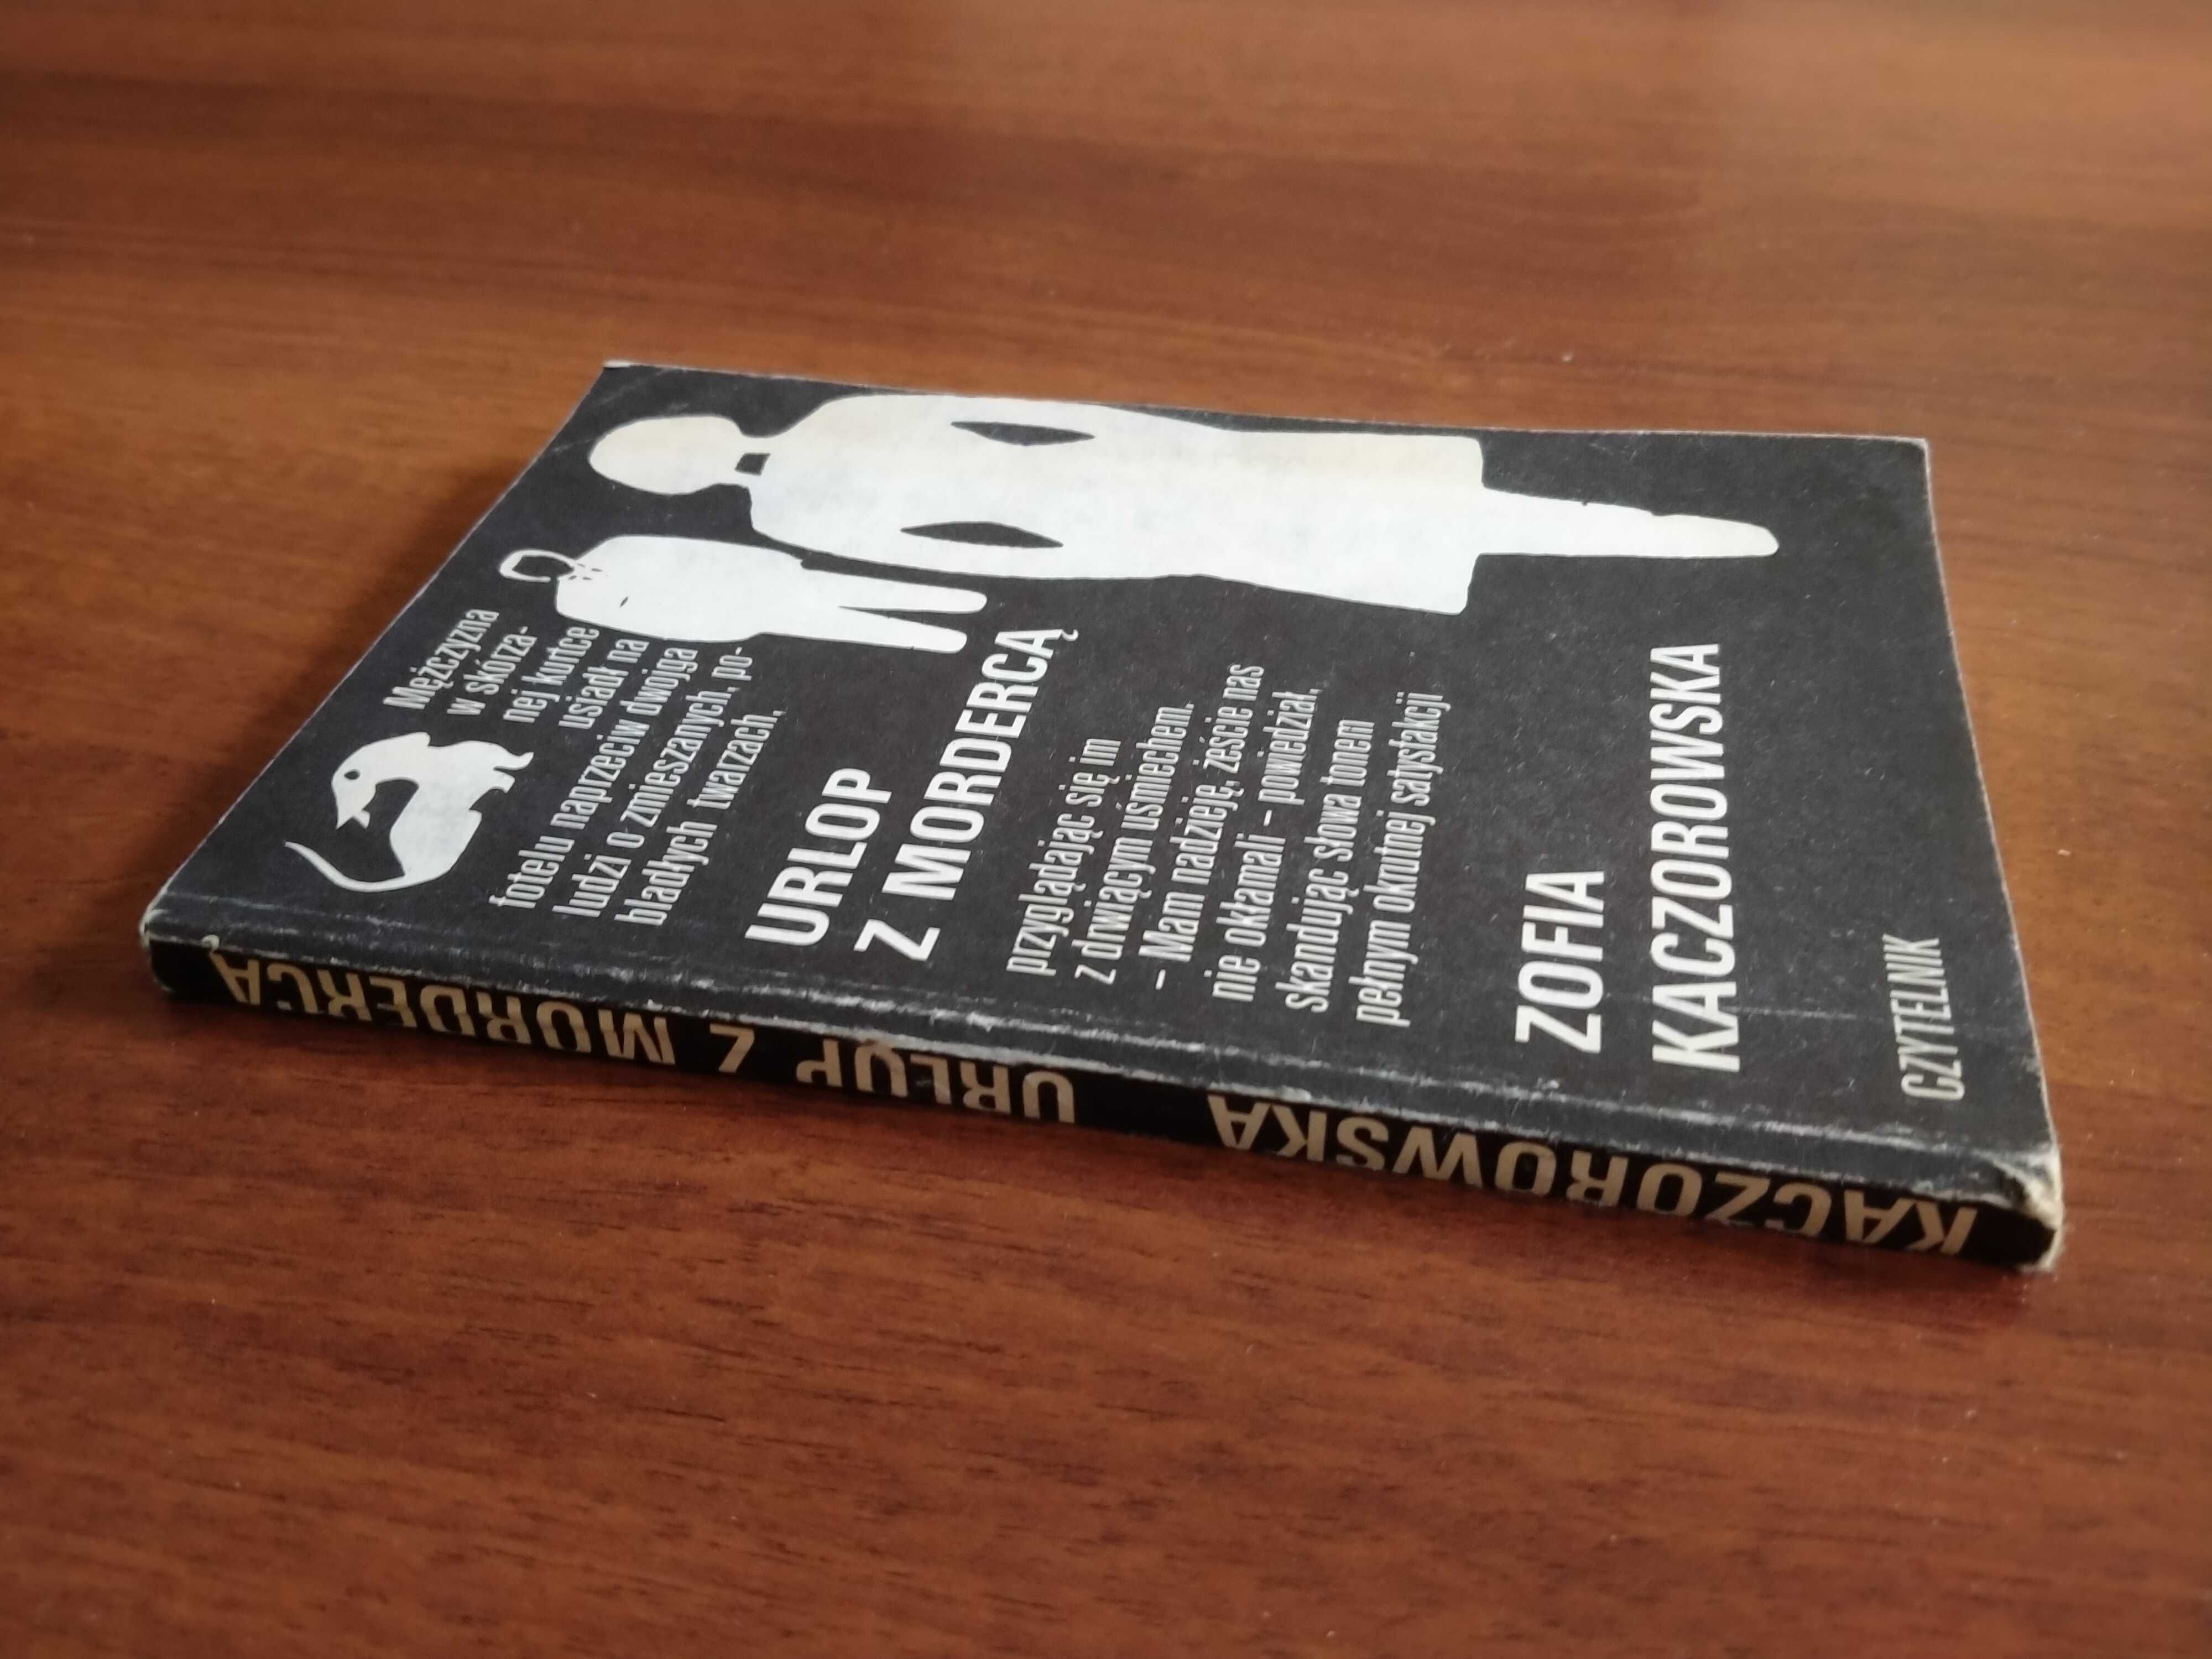 Mężczyzna
w skórza-
nej kurtce
usiadł na
fotelu naprzeciw dwojga
ludzi o zmieszanych, po-
bladłych twarzach,
URLOP
Z MORDERCĄ
przyglądając się im
z drwiącym uśmiechem.
– Mam nadzieję, żeście nas
nie okłamali – powiedział,
skandując słowa tonem
pełnym okrutnej satysfakcji
ZOFIA
KACZOROWSKA
CZYTELNIK
KACZOROWSKA URLOP Z MORDERCĄ